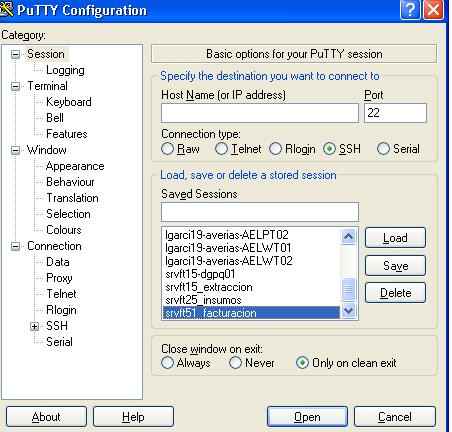 PuTTY Configuration
Category:
Session
Logging
Terminal
Keyboard
Bell
Features
Window
Appearance
Behaviour
Translation
Selection
Colours
Connection
Data
Proxy
Telnet
Rlogin
SSH
Serial
Basic options for your PuTTY session
Specify the destination you want to connect to
Host Name (or IP address) Port
22
Connection type:
Raw Telnet Rlogin SSH Serial
Load, save or delete a stored session
Saved Sessions
lgarci19-averias-AELPT02
lgarci19-averias-AELWT01
lgarci19-averias-AELWT02
srvft15-dgpq01
srvft15_extraccion
srvft25_insumos
srvft51_facturacion
Load
Save
Delete
Close window on exit:
Always Never Only on clean exit
About Help Open Cancel